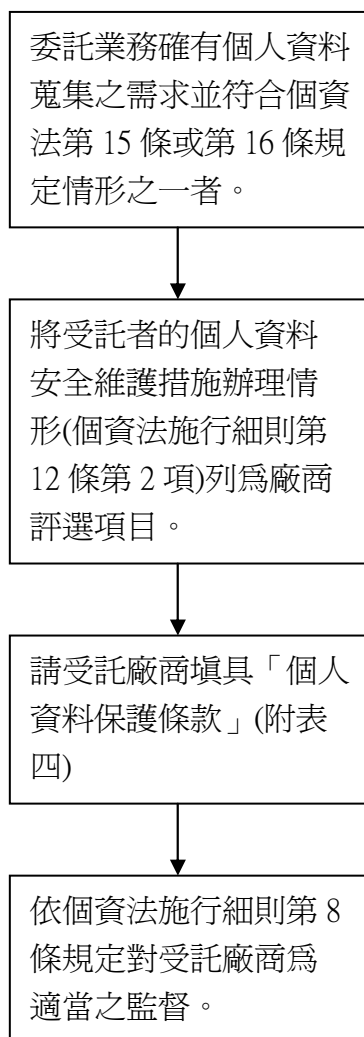 委託業務確有個人資料
蒐集之需求並符合個資
法第 15 條或第 16 條規
定情形之一者。
將受託者的個人資料
安全維護措施辦理情
形(個資法施行細則第
12 條第 2 項)列為廠商
評選項目。
請受託廠商填具「個人
資料保護條款」(附表
四)
依個資法施行細則第 8
條規定對受託廠商為
適當之監督。